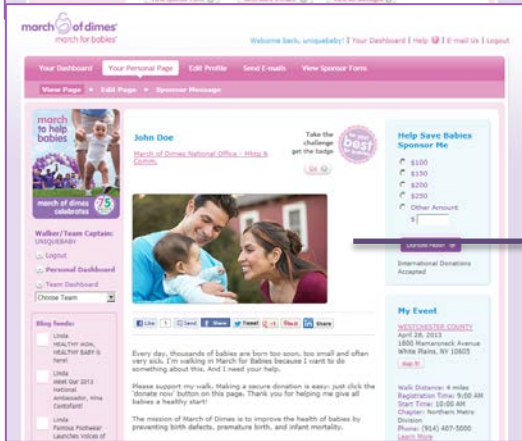 march of dimes
march for babies
Welcome back, uniquebaby! | Your Dashboard | Help | E-mail Us | Logout
Your Dashboard
Your Personal Page
Edit Profile
Send E-mails
View Sponsor Form
View Page
Edit Page
Sponsor Message
march
to help
babies
march of dimes
celebrates 75
Walker/Team Captain:
UNIQUEBABY
Logout
Personal Dashboard
Team Dashboard
Choose Team
Blog feeds:
Linda
HEALTHY MOM,
HEALTHY BABY is
here!
Linda
Meet Our 2013
National
Ambassador, Nina
Centofanti!
Linda
Famous Footwear
Launches Voices of
John Doe
March of Dimes National Office - Mktg &
Comm.
Take the
challenge
get the badge
best
Go
Like
1
Send
Share
Tweet
+1
Pin it
Share
Every day, thousands of babies are born too soon, too small and often
very sick. I'm walking in March for Babies because I want to do
something about this. And I need your help.
Please support my walk. Making a secure donation is easy: just click the
'donate now' button on this page. Thank you for helping me give all
babies a healthy start!
The mission of March of Dimes is to improve the health of babies by
preventing birth defects, premature birth, and infant mortality.
Help Save Babies
Sponsor Me
$100
$150
$200
$250
Other Amount
$
Donate Now!
International Donations
Accepted
My Event
WESTCHESTER COUNTY
April 28, 2013
1800 Mamaroneck Avenue
White Plains, NY 10605
Map It!
Walk Distance: 4 miles
Registration Time: 9:00 AM
Start Time: 10:00 AM
Chapter: Northern Metro
Division
Phone: (914) 407-5000
Learn More